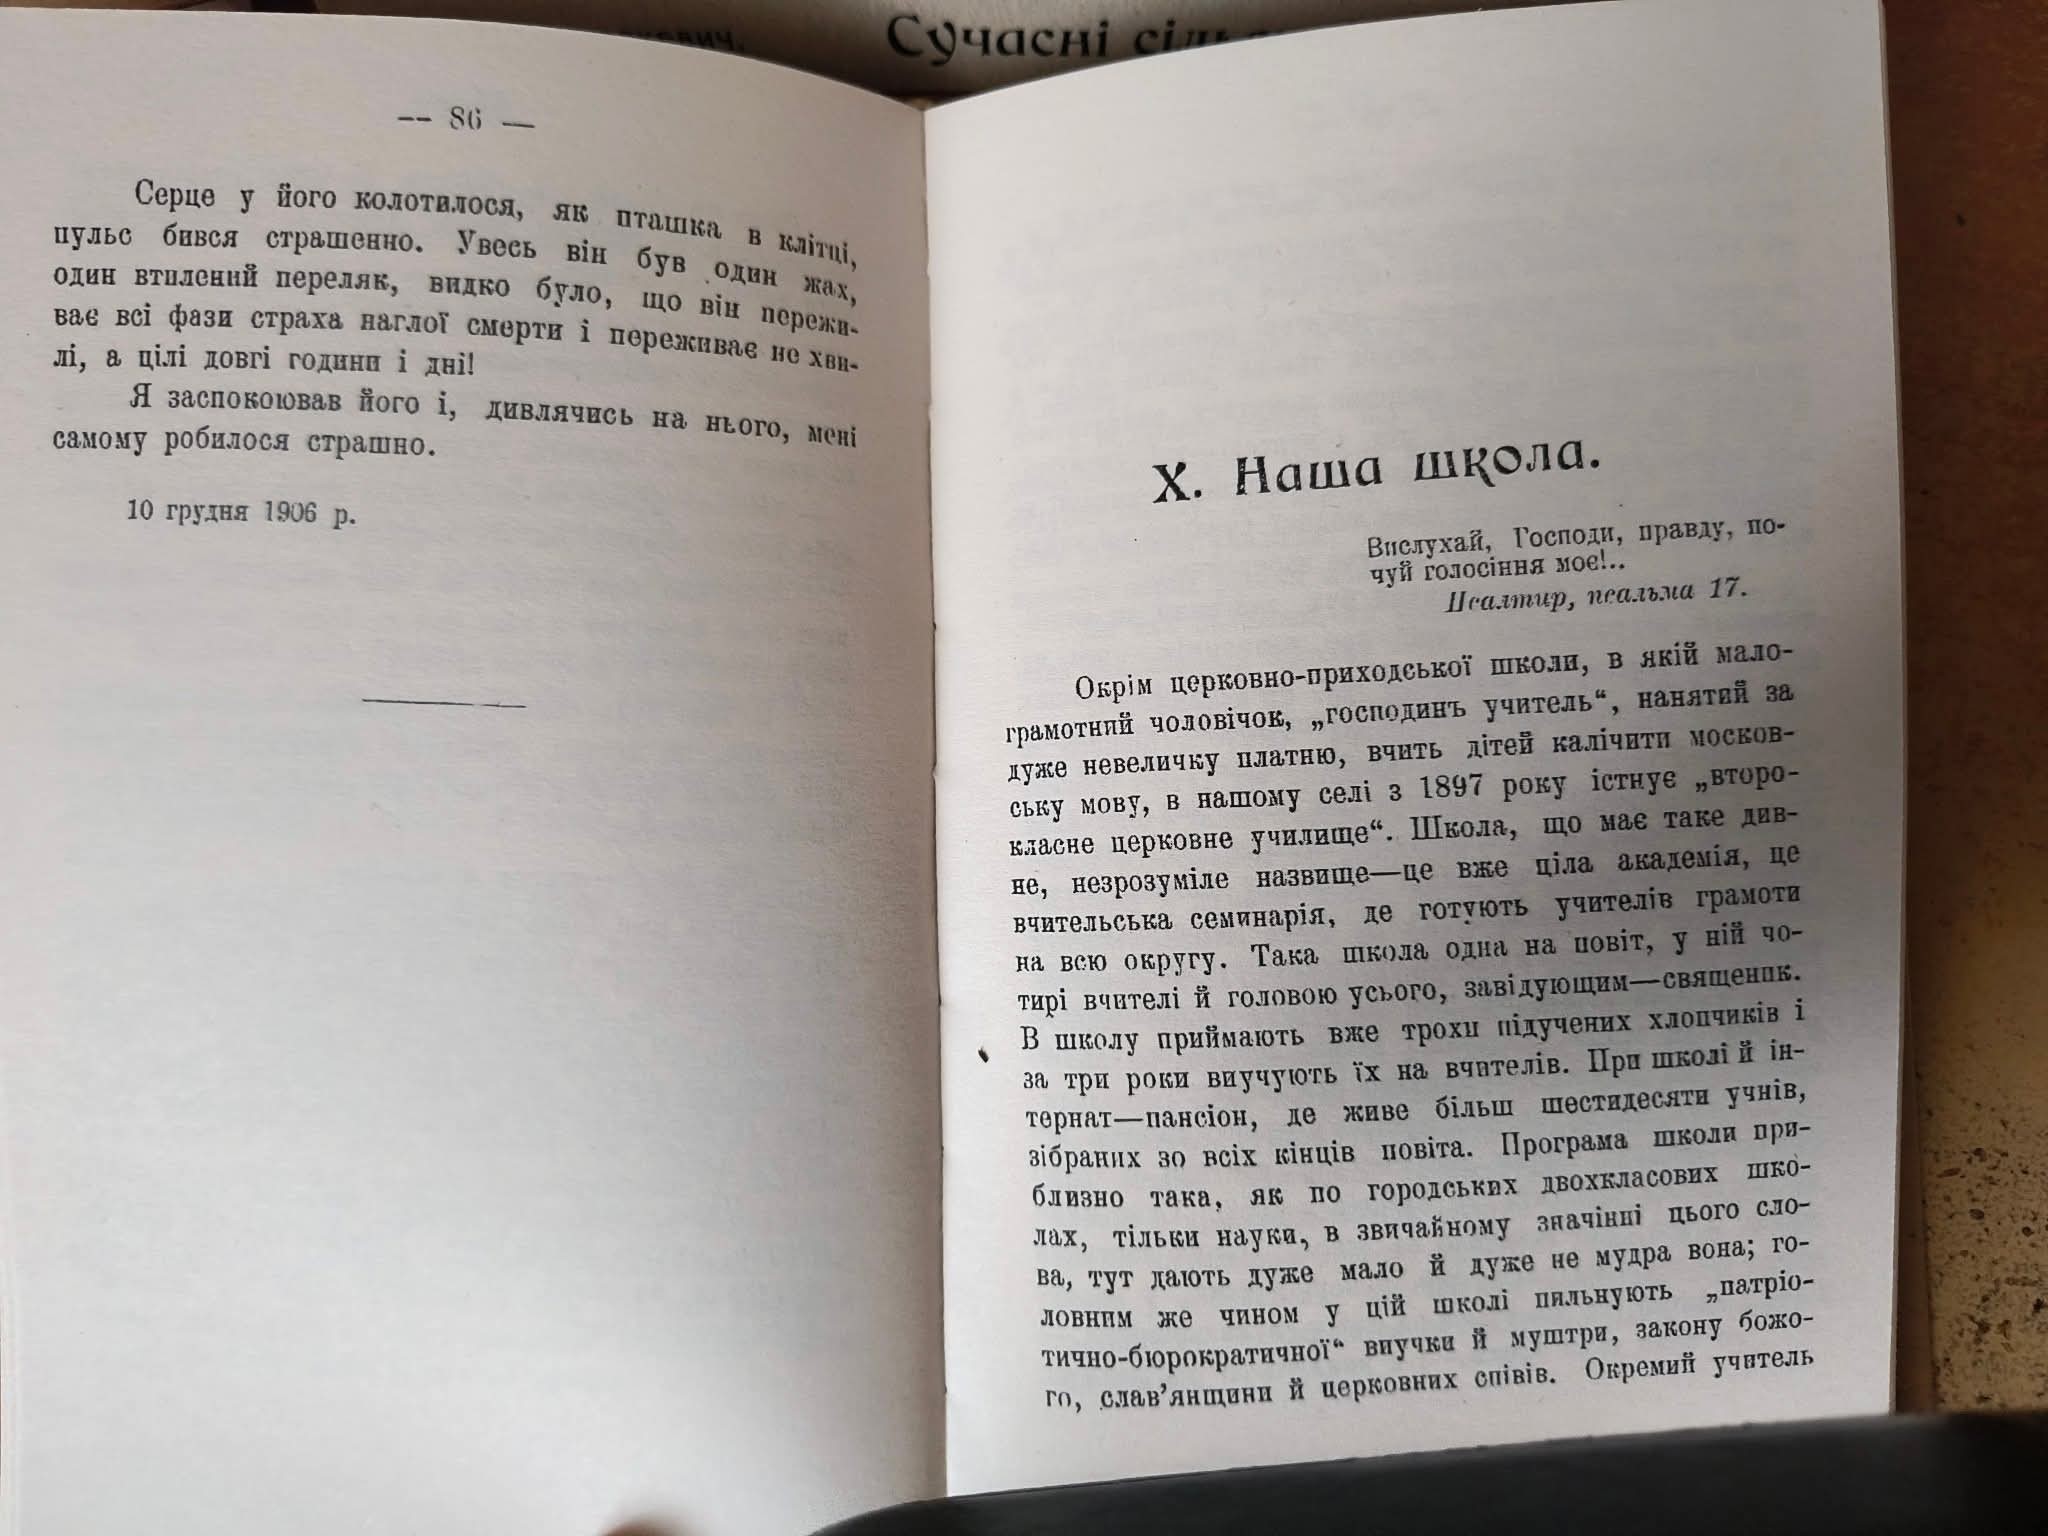 Сучасні
— 86 —
Серце у його колотилося, як пташка в клітці,
пульс бився страшенно. Увесь він був один жах,
один втилений переляк, видко було, що він пережи-
ває всі фази страха наглої смерти і переживає не хви-
лі, а цілі довгі години і дні!
Я заспокоював його і, дивлячись на нього, мені
самому робилося страшно.
10 грудня 1906 р.
X. Наша школа.
Вислухай, Господи, правду, по-
чуй голосіння моє!..
Псалтир, псальма 17.
Окрім церковно-приходської школи, в якій мало-
грамотний чоловічок, „господинъ учитель“, нанятий за
дуже невеличку платню, вчить дітей калічити москов-
ську мову, в нашому селі з 1897 року істнує „второ-
класне церковне училище“. Школа, що має таке див-
не, незрозуміле назвище—це вже ціла академія, це
вчительська семинарія, де готують учителів грамоти
на всю округу. Така школа одна на повіт, у ній чо-
тирі вчителі й головою усього, завідующим—священик.
В школу приймають вже трохи підучених хлопчиків і
за три роки виучують їх на вчителів. При школі й ін-
тернат—пансіон, де живе більш шестидесяти учнів,
зібраних зо всіх кінців повіта. Програма школи при-
близно така, як по городських двохкласових шко-
лах, тільки науки, в звичайному значінні цього сло-
ва, тут дають дуже мало й дуже не мудра вона; го-
ловним же чином у цій школі пильнують „патріо-
тично-бюрократичної“ виучки й муштри, закону божо-
го, слав’янщини й церковних співів. Окремий учитель